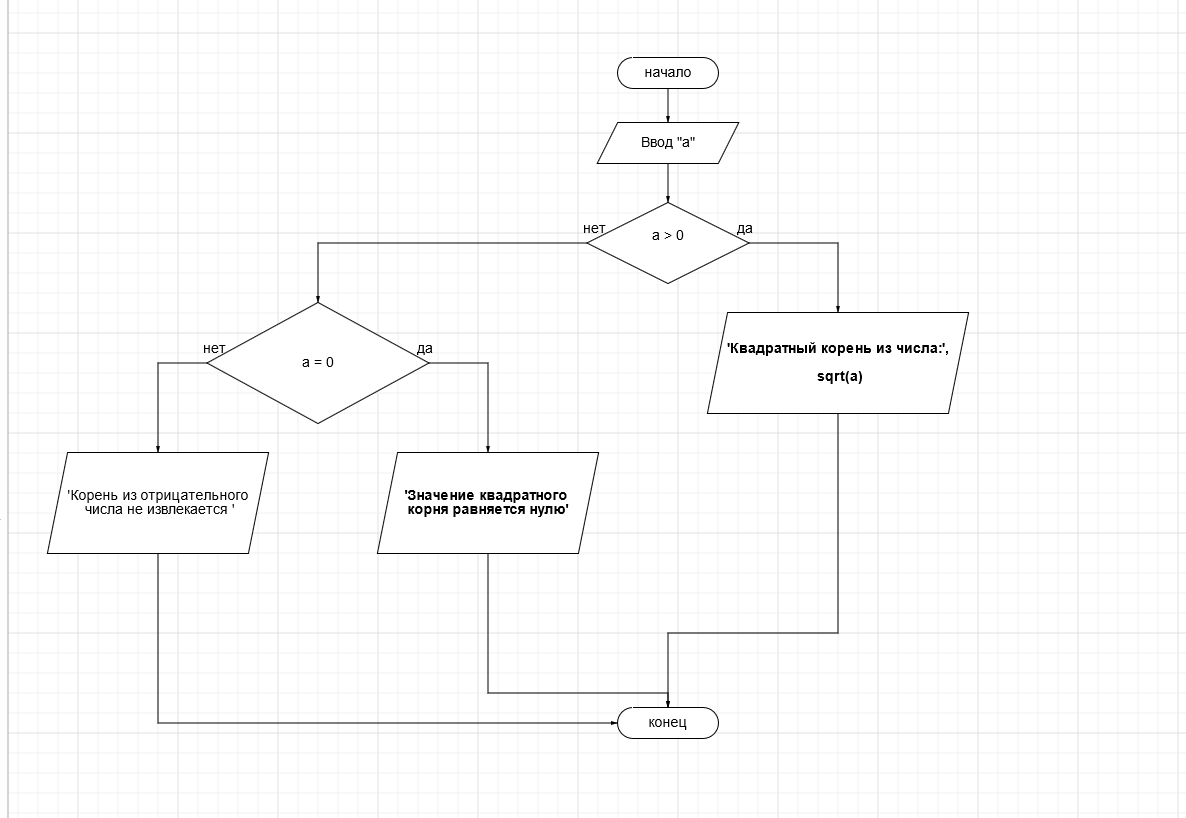 начало
Ввод "a"
нет
a > 0
да
нет
a = 0
да
'Квадратный корень из числа:',
sqrt(a)
'Корень из отрицательного
числа не извлекается '
'Значение квадратного
корня равняется нулю'
конец